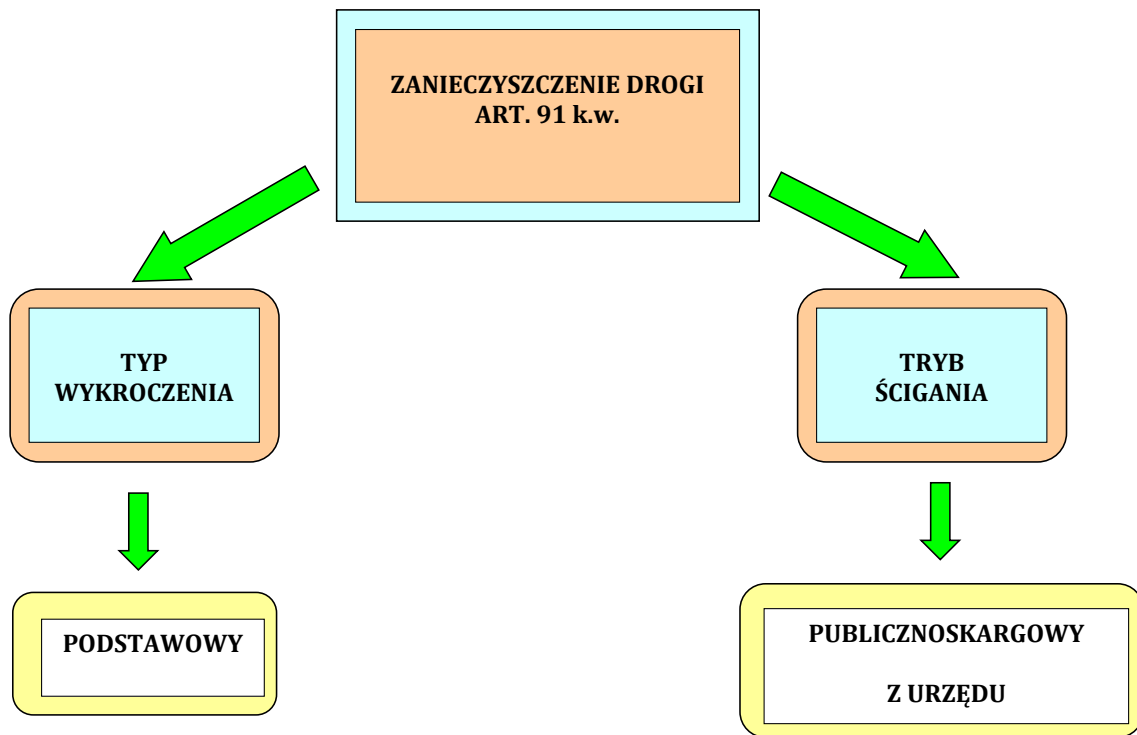 ZANIECZYSZCZENIE DROGI
ART. 91 k.w.
TYP
WYKROCZENIA
TRYB
ŚCIGANIA
PODSTAWOWY
PUBLICZNOSKARGOWY
Z URZĘDU